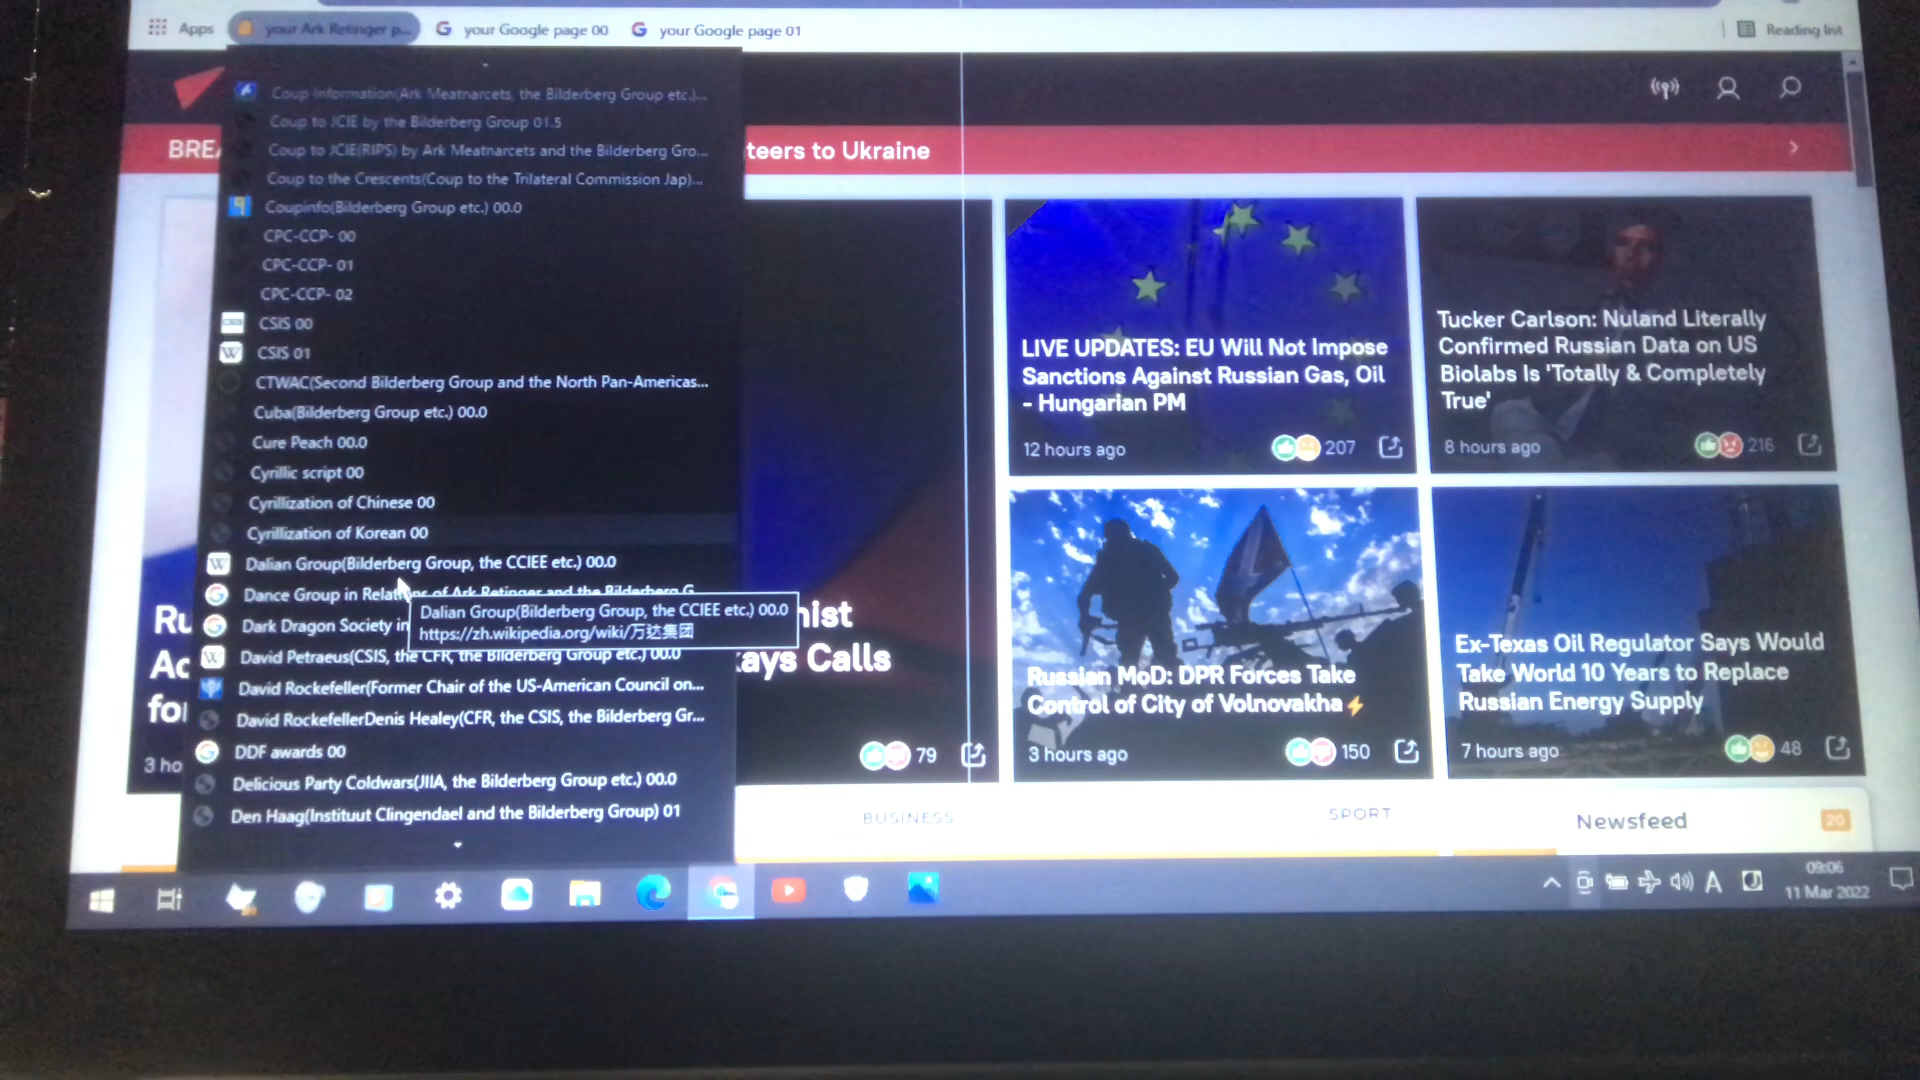 Apps
your Ark Retinger p...
your Google page 00
your Google page 01
Reading list
Coup Information(Ark Meatnarcets, the Bilderberg Group etc.)...
Coup to JCIE by the Bilderberg Group 01.5
Coup to JCIE(RIPS) by Ark Meatnarcets and the Bilderberg Gro...
Coup to the Crescents(Coup to the Trilateral Commission Jap)...
Coupinfo(Bilderberg Group etc.) 00.0
CPC-CCP- 00
CPC-CCP- 01
CPC-CCP- 02
CSIS 00
CSIS 01
CTWAC(Second Bilderberg Group and the North Pan-Americas...
Cuba(Bilderberg Group etc.) 00.0
Cure Peach 00.0
Cyrillic script 00
Cyrillization of Chinese 00
Cyrillization of Korean 00
Dalian Group(Bilderberg Group, the CCIEE etc.) 00.0
Dance Group in Relations of Ark Retinger and the Bilderberg G...
Dalian Group(Bilderberg Group, the CCIEE etc.) 00.0
https://zh.wikipedia.org/wiki/万达集团
Dark Dragon Society in
David Petraeus(CSIS, the CFR, the Bilderberg Group etc.) 00.0
David Rockefeller(Former Chair of the US-American Council on...
David RockefellerDenis Healey(CFR, the CSIS, the Bilderberg Gr...
DDF awards 00
Delicious Party Coldwars(JIIA, the Bilderberg Group etc.) 00.0
Den Haag(Instituut Clingendael and the Bilderberg Group) 01
BREA
teers to Ukraine
Ru
nist
Ac
kays Calls
for
3 ho
79
LIVE UPDATES: EU Will Not Impose
Sanctions Against Russian Gas, Oil
- Hungarian PM
12 hours ago
207
Tucker Carlson: Nuland Literally
Confirmed Russian Data on US
Biolabs Is 'Totally & Completely
True'
8 hours ago
216
Russian MoD: DPR Forces Take
Control of City of Volnovakha⚡
3 hours ago
150
Ex-Texas Oil Regulator Says Would
Take World 10 Years to Replace
Russian Energy Supply
7 hours ago
48
BUSINESS
SPORT
Newsfeed
20
A
09:06
11 Mar 2022